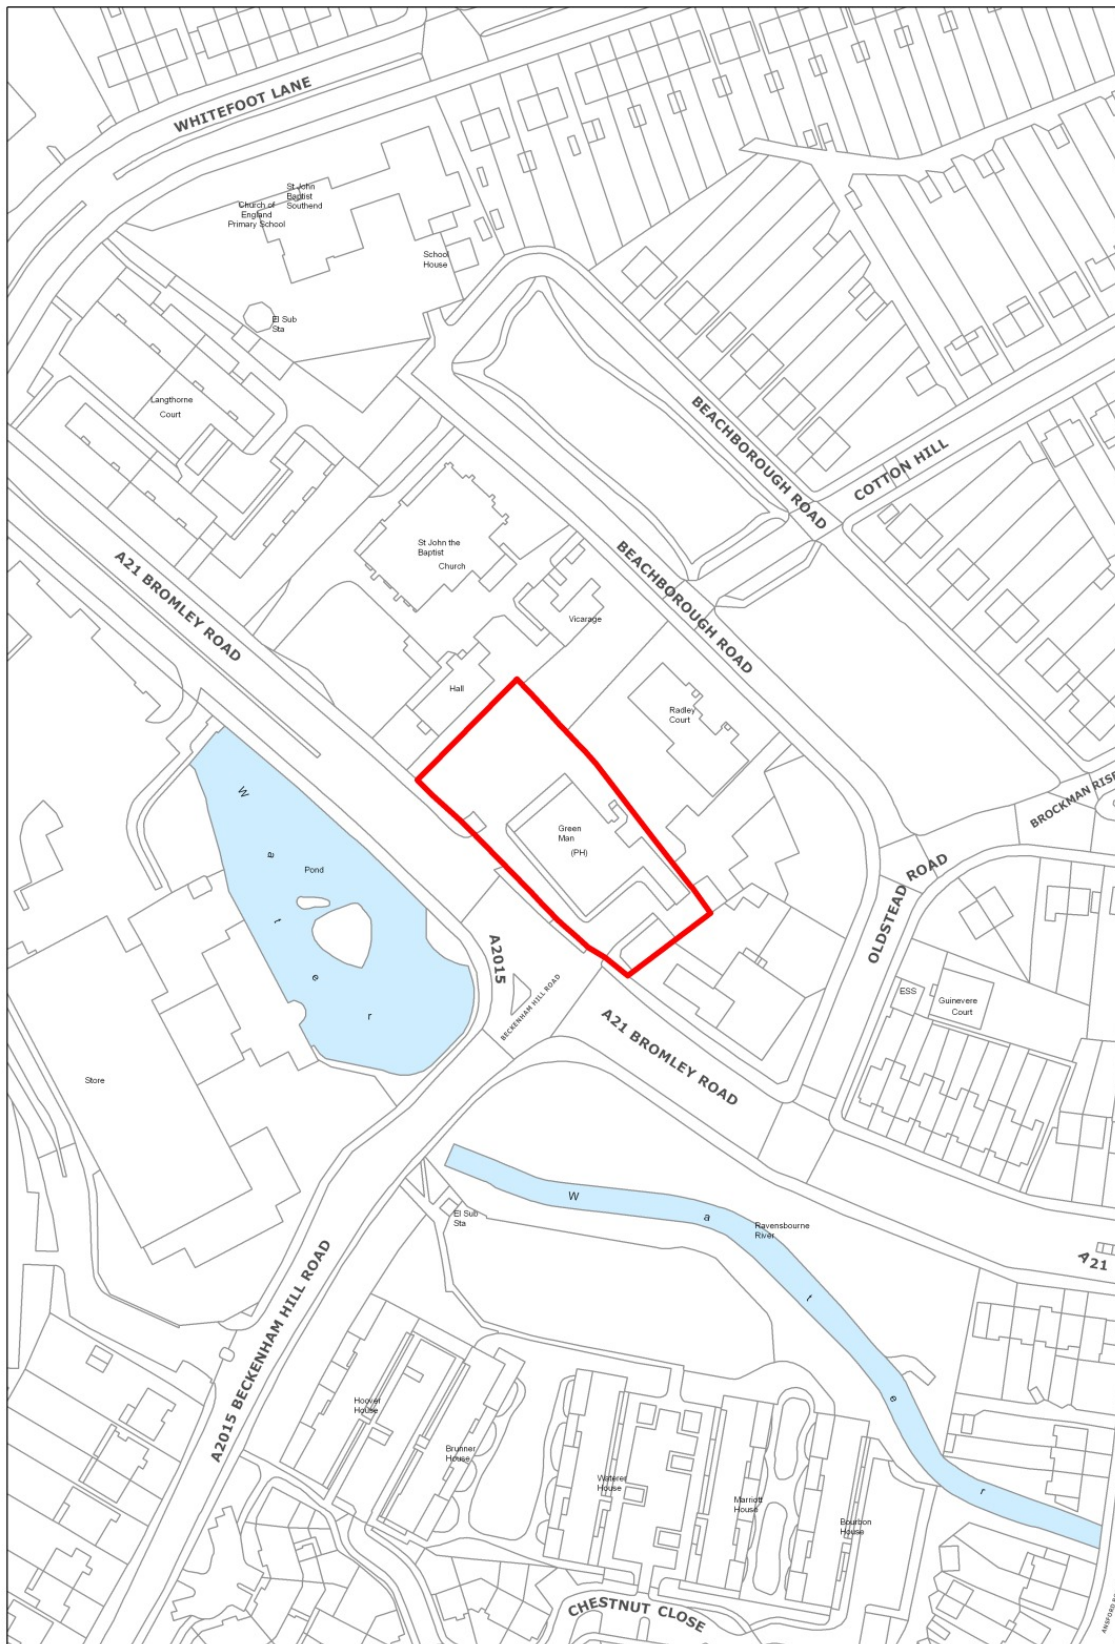 WHITEFOOT LANE
St John
Baptist
Southend
Church of
England
Primary School
School
House
El Sub
Sta
Langthorne
Court
BEACHBOROUGH ROAD
COTTON HILL
St John the
Baptist
Church
A21 BROMLEY ROAD
BEACHBOROUGH ROAD
Vicarage
Hall
Radley
Court
BROCKMAN RISE
Green
Man
(PH)
Water
Pond
OLDSTEAD ROAD
A2015
BECKENHAM HILL ROAD
ESS
Guinevere
Court
A21 BROMLEY ROAD
Store
Water
El Sub
Sta
Ravensbourne
River
A21
A2015 BECKENHAM HILL ROAD
Hoover
House
Brunner
House
Waterer
House
Marriott
House
Bourbon
House
CHESTNUT CLOSE